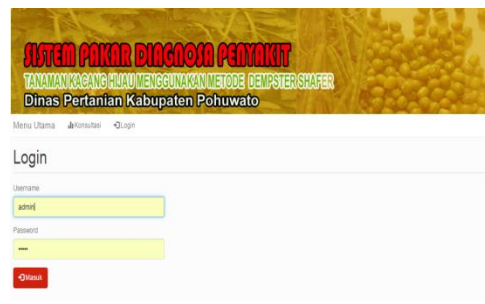 SISTEM PAKAR DIAGNOSA PENYAKIT
TANAMAN KACANG HIJAU MENGGUNAKAN METODE DEMPSTER SHAFER
Dinas Pertanian Kabupaten Pohuwato
Menu Utama Konsultasi Login
Login
Username
admin
Password
•••••
Masuk